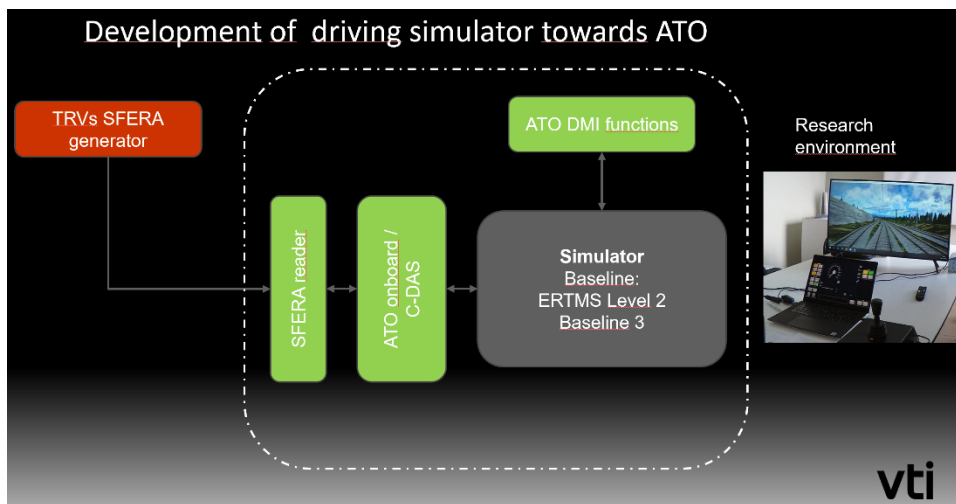 Development of driving simulator towards ATO
TRVs SFERA
generator
ATO DMI functions
Research
environment
SFERA reader
ATO onboard /
C-DAS
Simulator
Baseline:
ERTMS Level 2
Baseline 3
vti